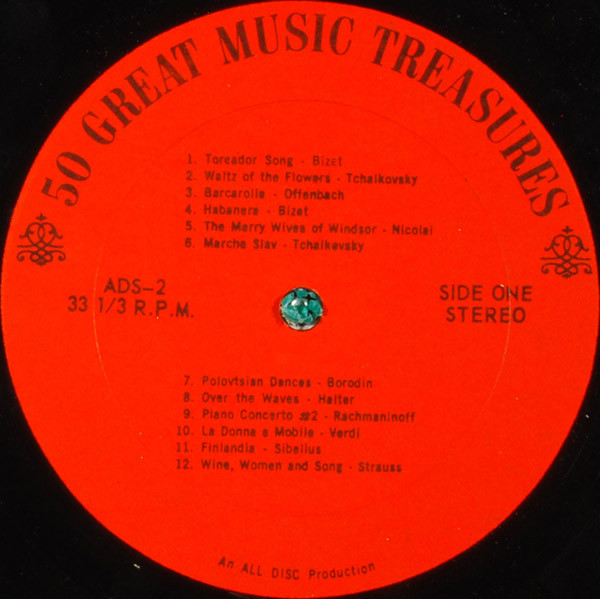 50 GREAT MUSIC TREASURES
1. Toreador Song - Bizet
2. Waltz of the Flowers - Tchaikovsky
3. Barcarolle - Offenbach
4. Habanera - Bizet
5. The Merry Wives of Windsor - Nicolai
6. Marche Slav - Tchaikovsky
ADS-2
33 1/3 R.P.M.
SIDE ONE
STEREO
7. Polovtsian Dances - Borodin
8. Over the Waves - Halter
9. Piano Concerto #2 - Rachmaninoff
10. La Donna e Mobile - Verdi
11. Finlandia - Sibelius
12. Wine, Women and Song - Strauss
An ALL DISC Production